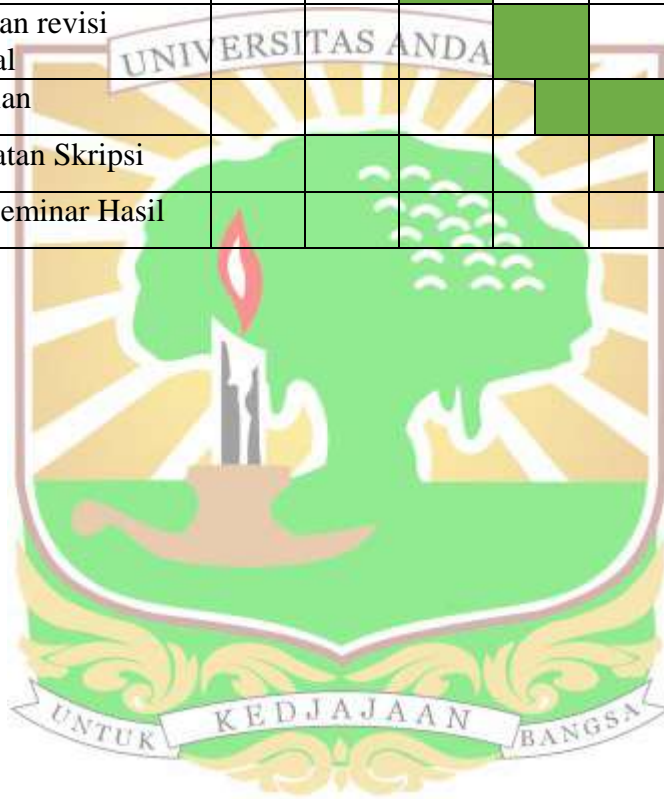 an revisi
al
UNIVERSITAS ANDA
an
atan Skripsi
eminar Hasil
UNTUK KEDJAJAAN BANGSA